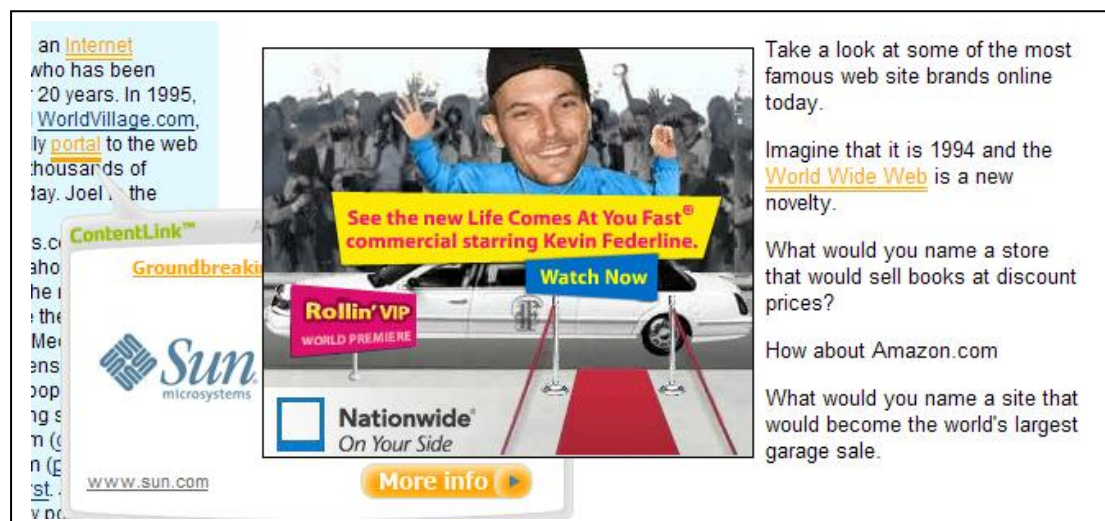 an Internet
who has been
20 years. In 1995,
WorldVillage.com,
ly portal to the web
thousands of
day. Joel the
ContentLink™
Groundbreaki
Sun
microsystems
www.sun.com
More info
See the new Life Comes At You Fast®
commercial starring Kevin Federline.
Watch Now
Rollin' VIP
WORLD PREMIERE
Nationwide®
On Your Side
Take a look at some of the most
famous web site brands online
today.
Imagine that it is 1994 and the
World Wide Web is a new
novelty.
What would you name a store
that would sell books at discount
prices?
How about Amazon.com
What would you name a site that
would become the world's largest
garage sale.